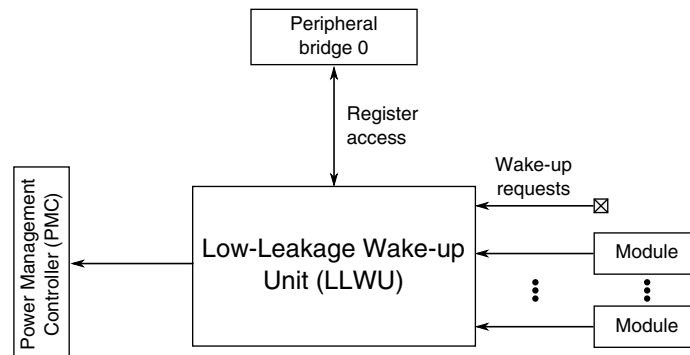 Peripheral
bridge 0
Register
access
Wake-up
requests
Power Management
Controller (PMC)
Low-Leakage Wake-up
Unit (LLWU)
Module
Module